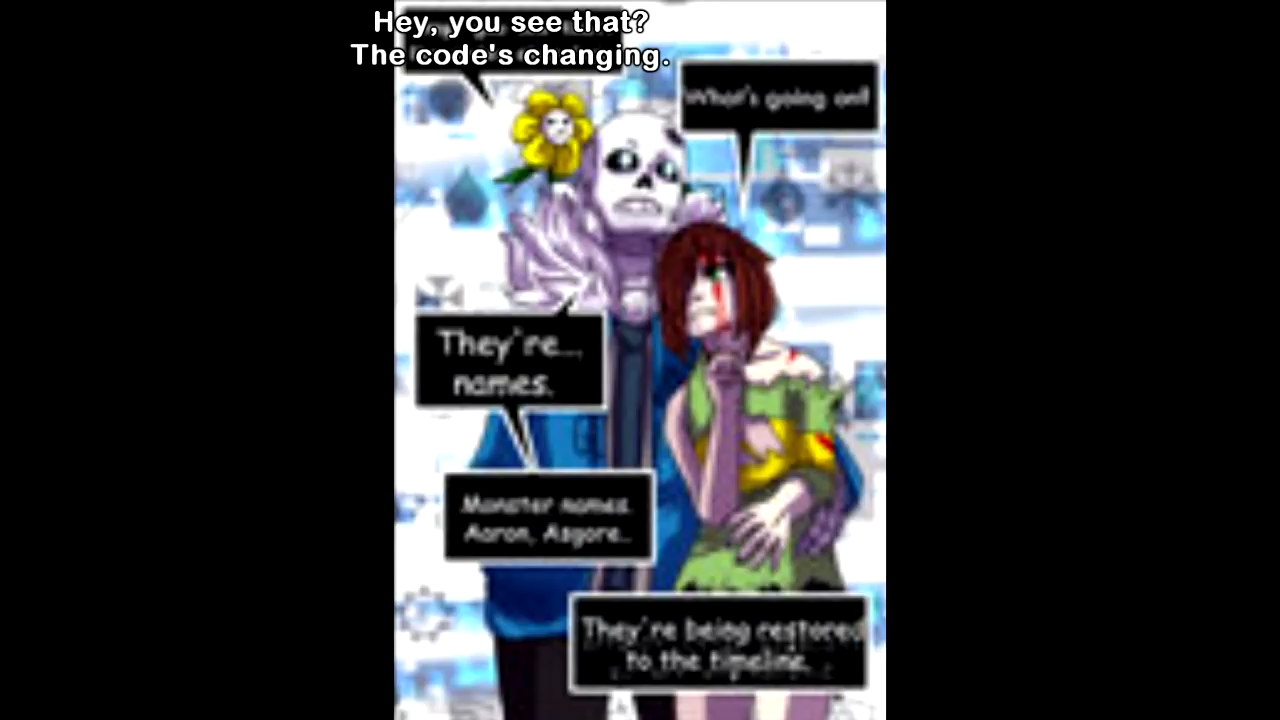 Hey, you see that?
The code's changing.
What's going on?
They're...
names.
Monster names.
Aaron, Asgore...
They're being restored
to the timeline.